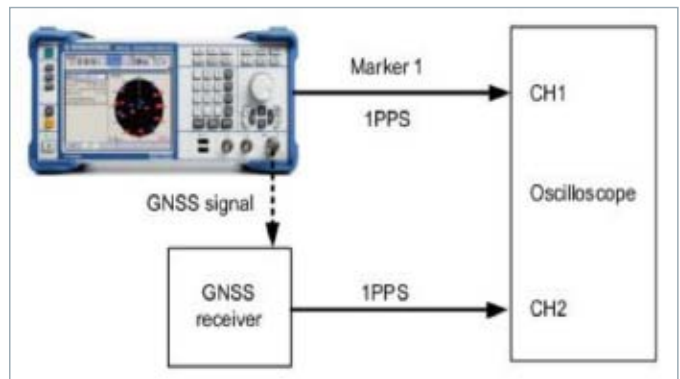 Marker 1
1PPS
CH1
Oscilloscope
GNSS signal
GNSS
receiver
1PPS
CH2